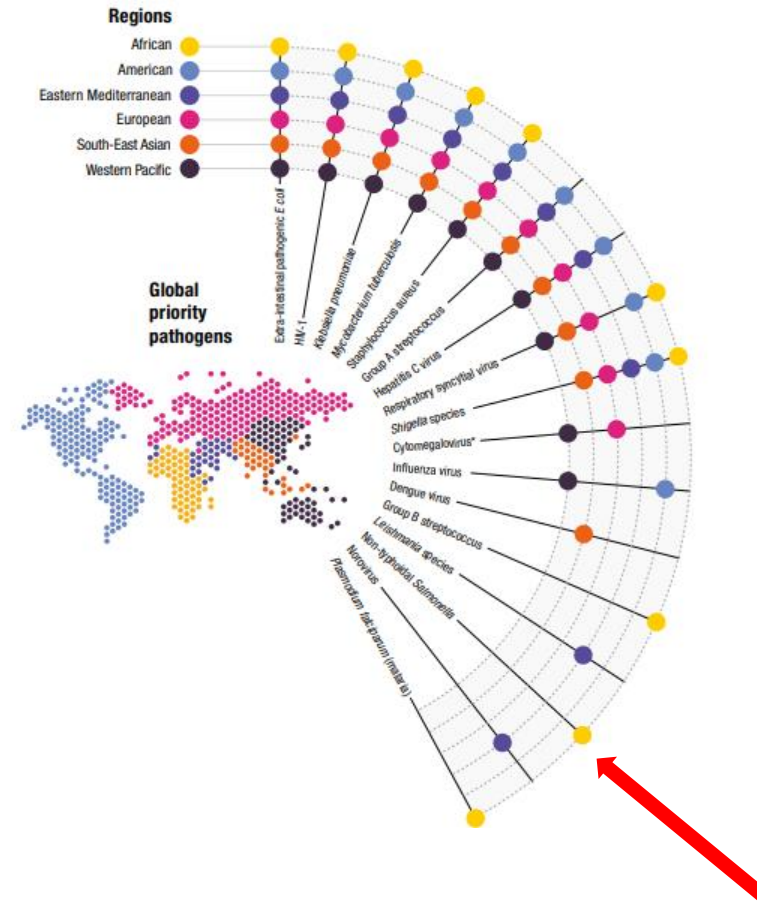 Regions
African
American
Eastern Mediterranean
European
South-East Asian
Western Pacific
Extra-intestinal pathogenic E coli
HIV-1
Klebsiella pneumoniae
Mycobacterium tuberculosis
Staphylococcus aureus
Group A streptococcus
Hepatitis C virus
Respiratory syncytial virus
Shigella species
Cytomegalovirus*
Influenza virus
Dengue virus
Group B streptococcus
Leishmania species
Non-typhoidal Salmonella
Norovirus
Plasmodium falciparum (malaria)
Global
priority
pathogens